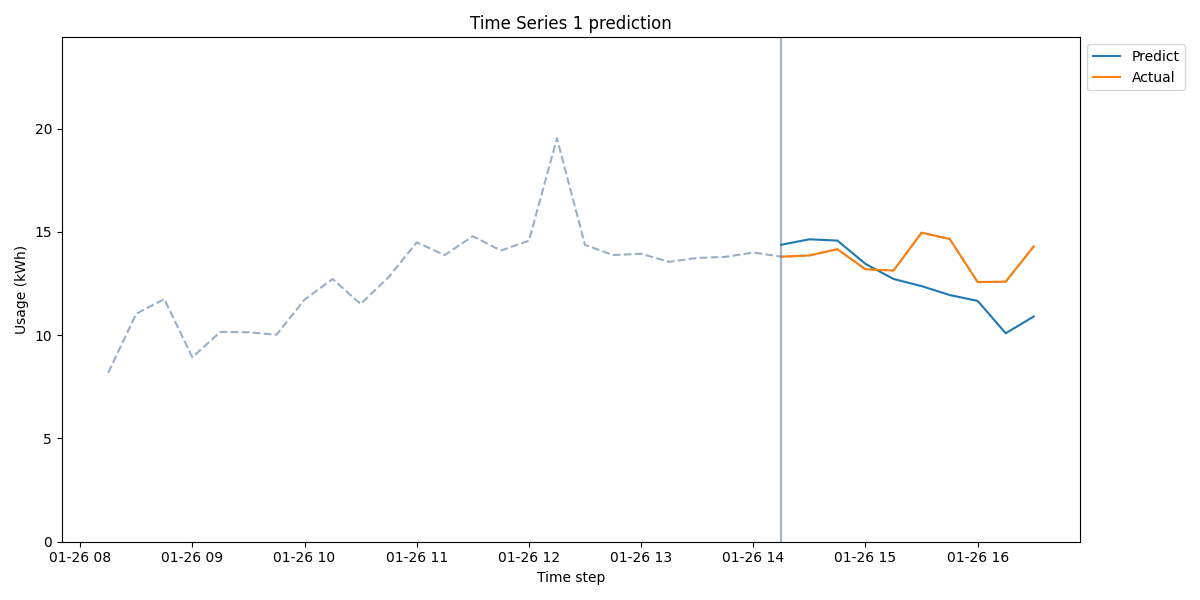 Time Series 1 prediction
Predict
Actual
20
15
10
5
0
Usage (kWh)
01-26 08 01-26 09 01-26 10 01-26 11 01-26 12 01-26 13 01-26 14 01-26 15 01-26 16
Time step